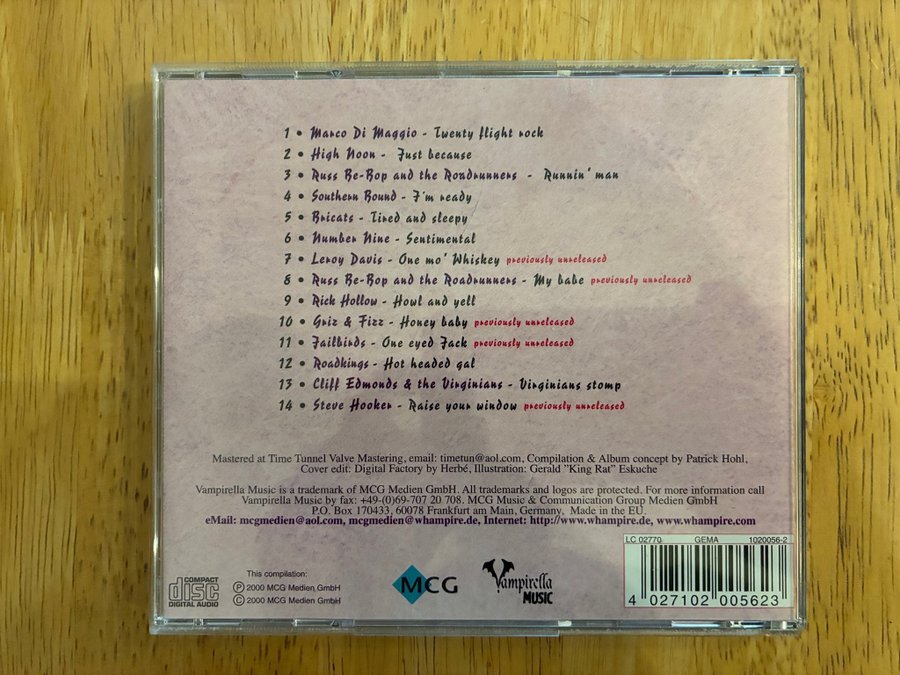 1 • Marco Di Maggio - Twenty flight rock
2 • High Noon - Just because
3 • Russ Be-Bop and the Roadrunners - Runnin' man
4 • Southern Bound - I'm ready
5 • Bricats - Tired and sleepy
6 • Number Nine - Sentimental
7 • Leroy Davis - One mo' Whiskey previously unreleased
8 • Russ Be-Bop and the Roadrunners - My babe previously unreleased
9 • Rick Hollow - Howl and yell
10 • Griz & Fizz - Honey baby previously unreleased
11 • Jailbirds - One eyed Jack previously unreleased
12 • Roadkings - Hot headed gal
13 • Cliff Edmonds & the Virginians - Virginians stomp
14 • Steve Hooker - Raise your window previously unreleased
Mastered at Time Tunnel Valve Mastering, email: timetun@aol.com, Compilation & Album concept by Patrick Hohl,
Cover edit: Digital Factory by Herbé, Illustration: Gerald "King Rat" Eskuche
Vampirella Music is a trademark of MCG Medien GmbH. All trademarks and logos are protected. For more information call
Vampirella Music by fax: +49-(0)69-707 20 708. MCG Music & Communication Group Medien GmbH
P.O. Box 170433, 60078 Frankfurt am Main, Germany, Made in the EU.
eMail: mcgmedien@aol.com, mcgmedien@whampire.de, Internet: http://www.whampire.de, www.whampire.com
LC 02770 GEMA 1020056-2
COMPACT
disc
DIGITAL AUDIO
This compilation:
Ⓟ 2000 MCG Medien GmbH
© 2000 MCG Medien GmbH
MCG
Vampirella
MUSIC
4 027102 005623